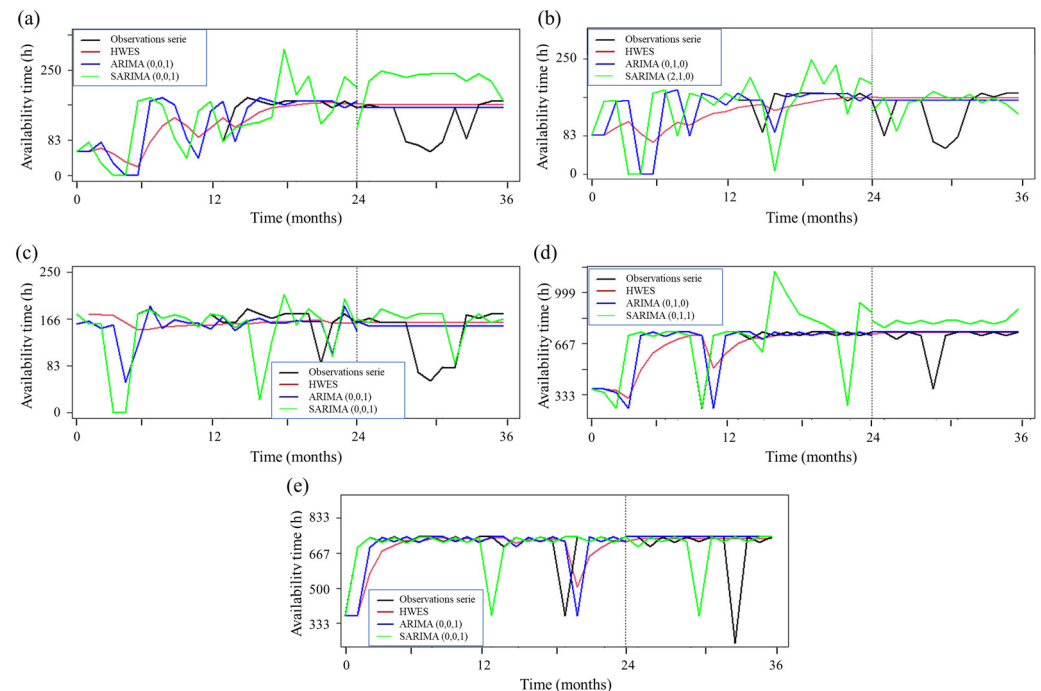 (a)
Observations serie
HWES
ARIMA (0,0,1)
SARIMA (0,0,1)
Availability time (h)
250
83
0
0 12 18 24 36
Time (months)
(b)
Observations serie
HWES
ARIMA (0,1,0)
SARIMA (2,1,0)
Availability time (h)
250
83
0
0 12 24 36
Time (months)
(c)
Observations serie
HWES
ARIMA (0,0,1)
SARIMA (0,0,1)
Availability time (h)
250
166
83
0
0 12 24 36
Time (months)
(d)
Observations serie
HWES
ARIMA (0,1,0)
SARIMA (0,1,1)
Availability time (h)
999
667
333
0 12 24 36
Time (months)
(e)
Observations serie
HWES
ARIMA (0,0,1)
SARIMA (0,0,1)
Availability time (h)
833
667
500
333
0 12 24 36
Time (months)